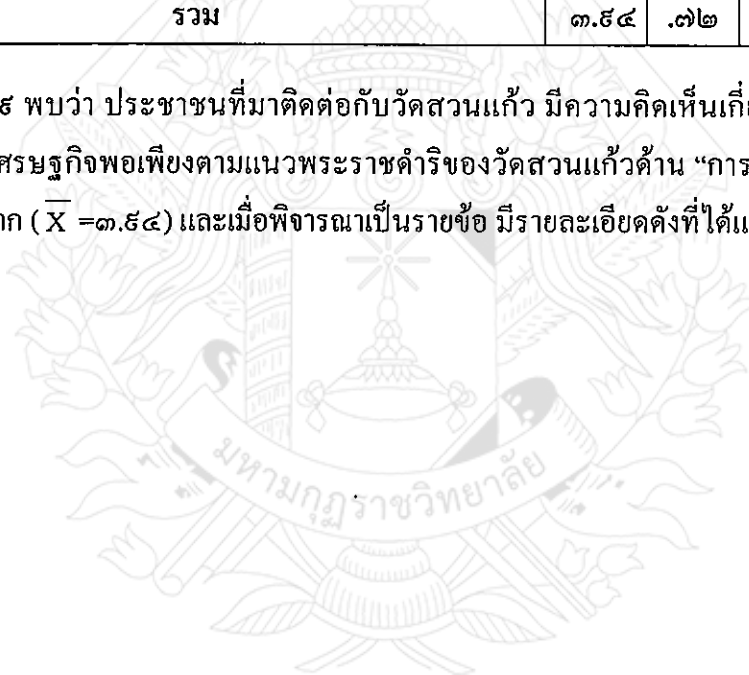 รวม ๓.๙๔ .๗๒
๙ พบว่า ประชาชนที่มาติดต่อกับวัดสวนแก้ว มีความคิดเห็นเกี่
ศรษฐกิจพอเพียงตามแนวพระราชดำริของวัดสวนแก้วด้าน “การ
าก ( X̅ =๓.๙๔) และเมื่อพิจารณาเป็นรายข้อ มีรายละเอียดดังที่ได้แ
มหามกุฏราชวิทยาลัย